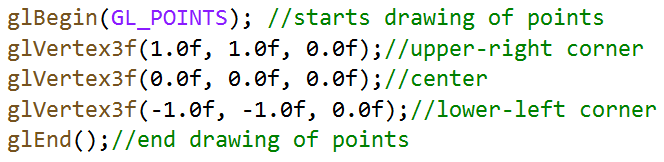 glBegin(GL_POINTS); //starts drawing of points
glVertex3f(1.0f, 1.0f, 0.0f);//upper-right corner
glVertex3f(0.0f, 0.0f, 0.0f);//center
glVertex3f(-1.0f, -1.0f, 0.0f);//lower-left corner
glEnd();//end drawing of points